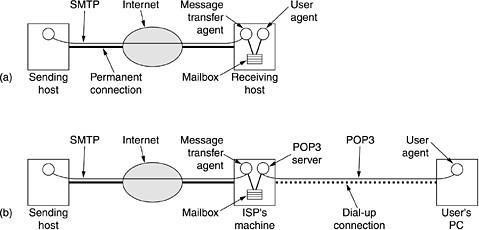 SMTP
Internet
Message
transfer
agent
User
agent
(a)
Sending
host
Permanent
connection
Mailbox
Receiving
host
SMTP
Internet
Message
transfer
agent
POP3
server
POP3
User
agent
(b)
Sending
host
Mailbox
ISP's
machine
Dial-up
connection
User's
PC